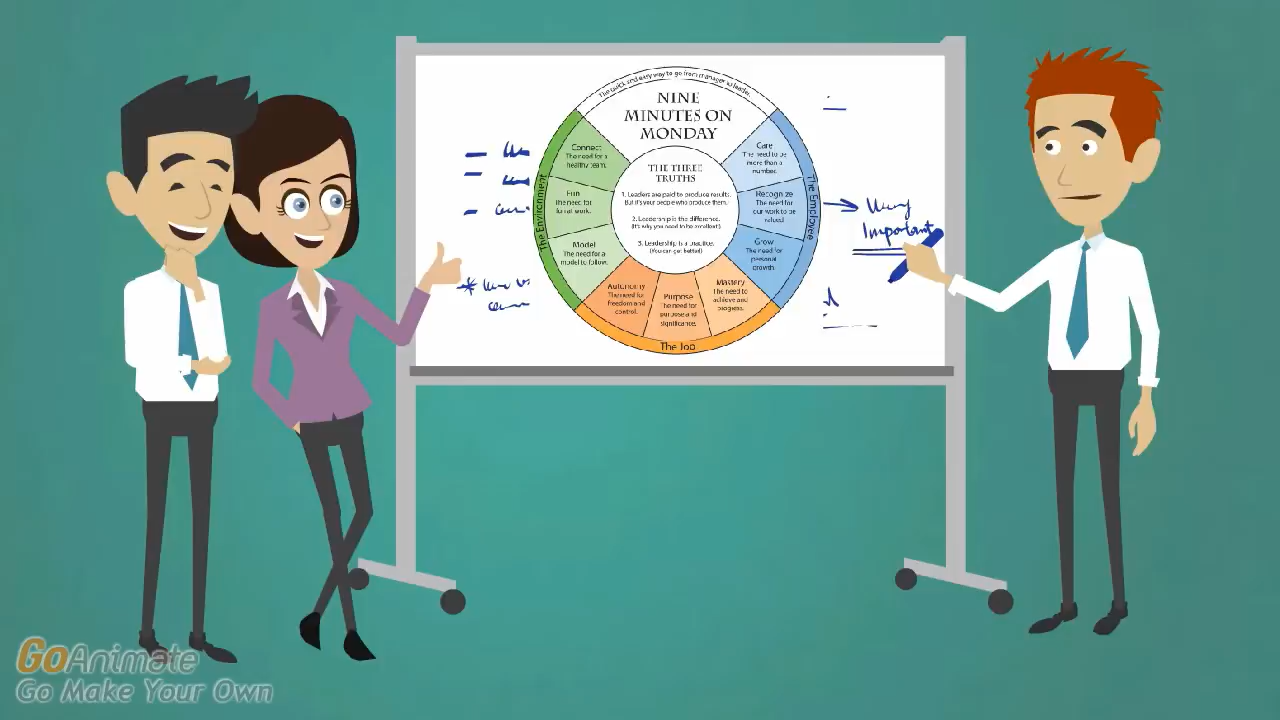 The quick and easy way to go from manager to leader.
NINE
MINUTES ON
MONDAY
Connect
The need for a
healthy team.
Fun
The need for
fun at work.
Model
The need for a
model to follow.
The Environment
THE THREE
TRUTHS
1. Leaders are paid to produce results.
But it's your people who produce them.
2. Leadership is the difference.
(It's why you need to be excellent!)
3. Leadership is a practice.
(You can get better!)
Care
The need to be
more than a
number.
Recognize
The need for
our work to be
valued.
Grow
The need for
personal
growth.
The Employee
Very
Important
Autonomy
The need for
freedom and
control.
Purpose
The need for
purpose and
significance.
Mastery
The need to
achieve and
progress.
The Job
GoAnimate
Go Make Your Own